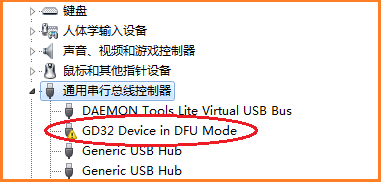 键盘
人体学输入设备
声音、视频和游戏控制器
鼠标和其他指针设备
通用串行总线控制器
DAEMON Tools Lite Virtual USB Bus
GD32 Device in DFU Mode
Generic USB Hub
Generic USB Hub